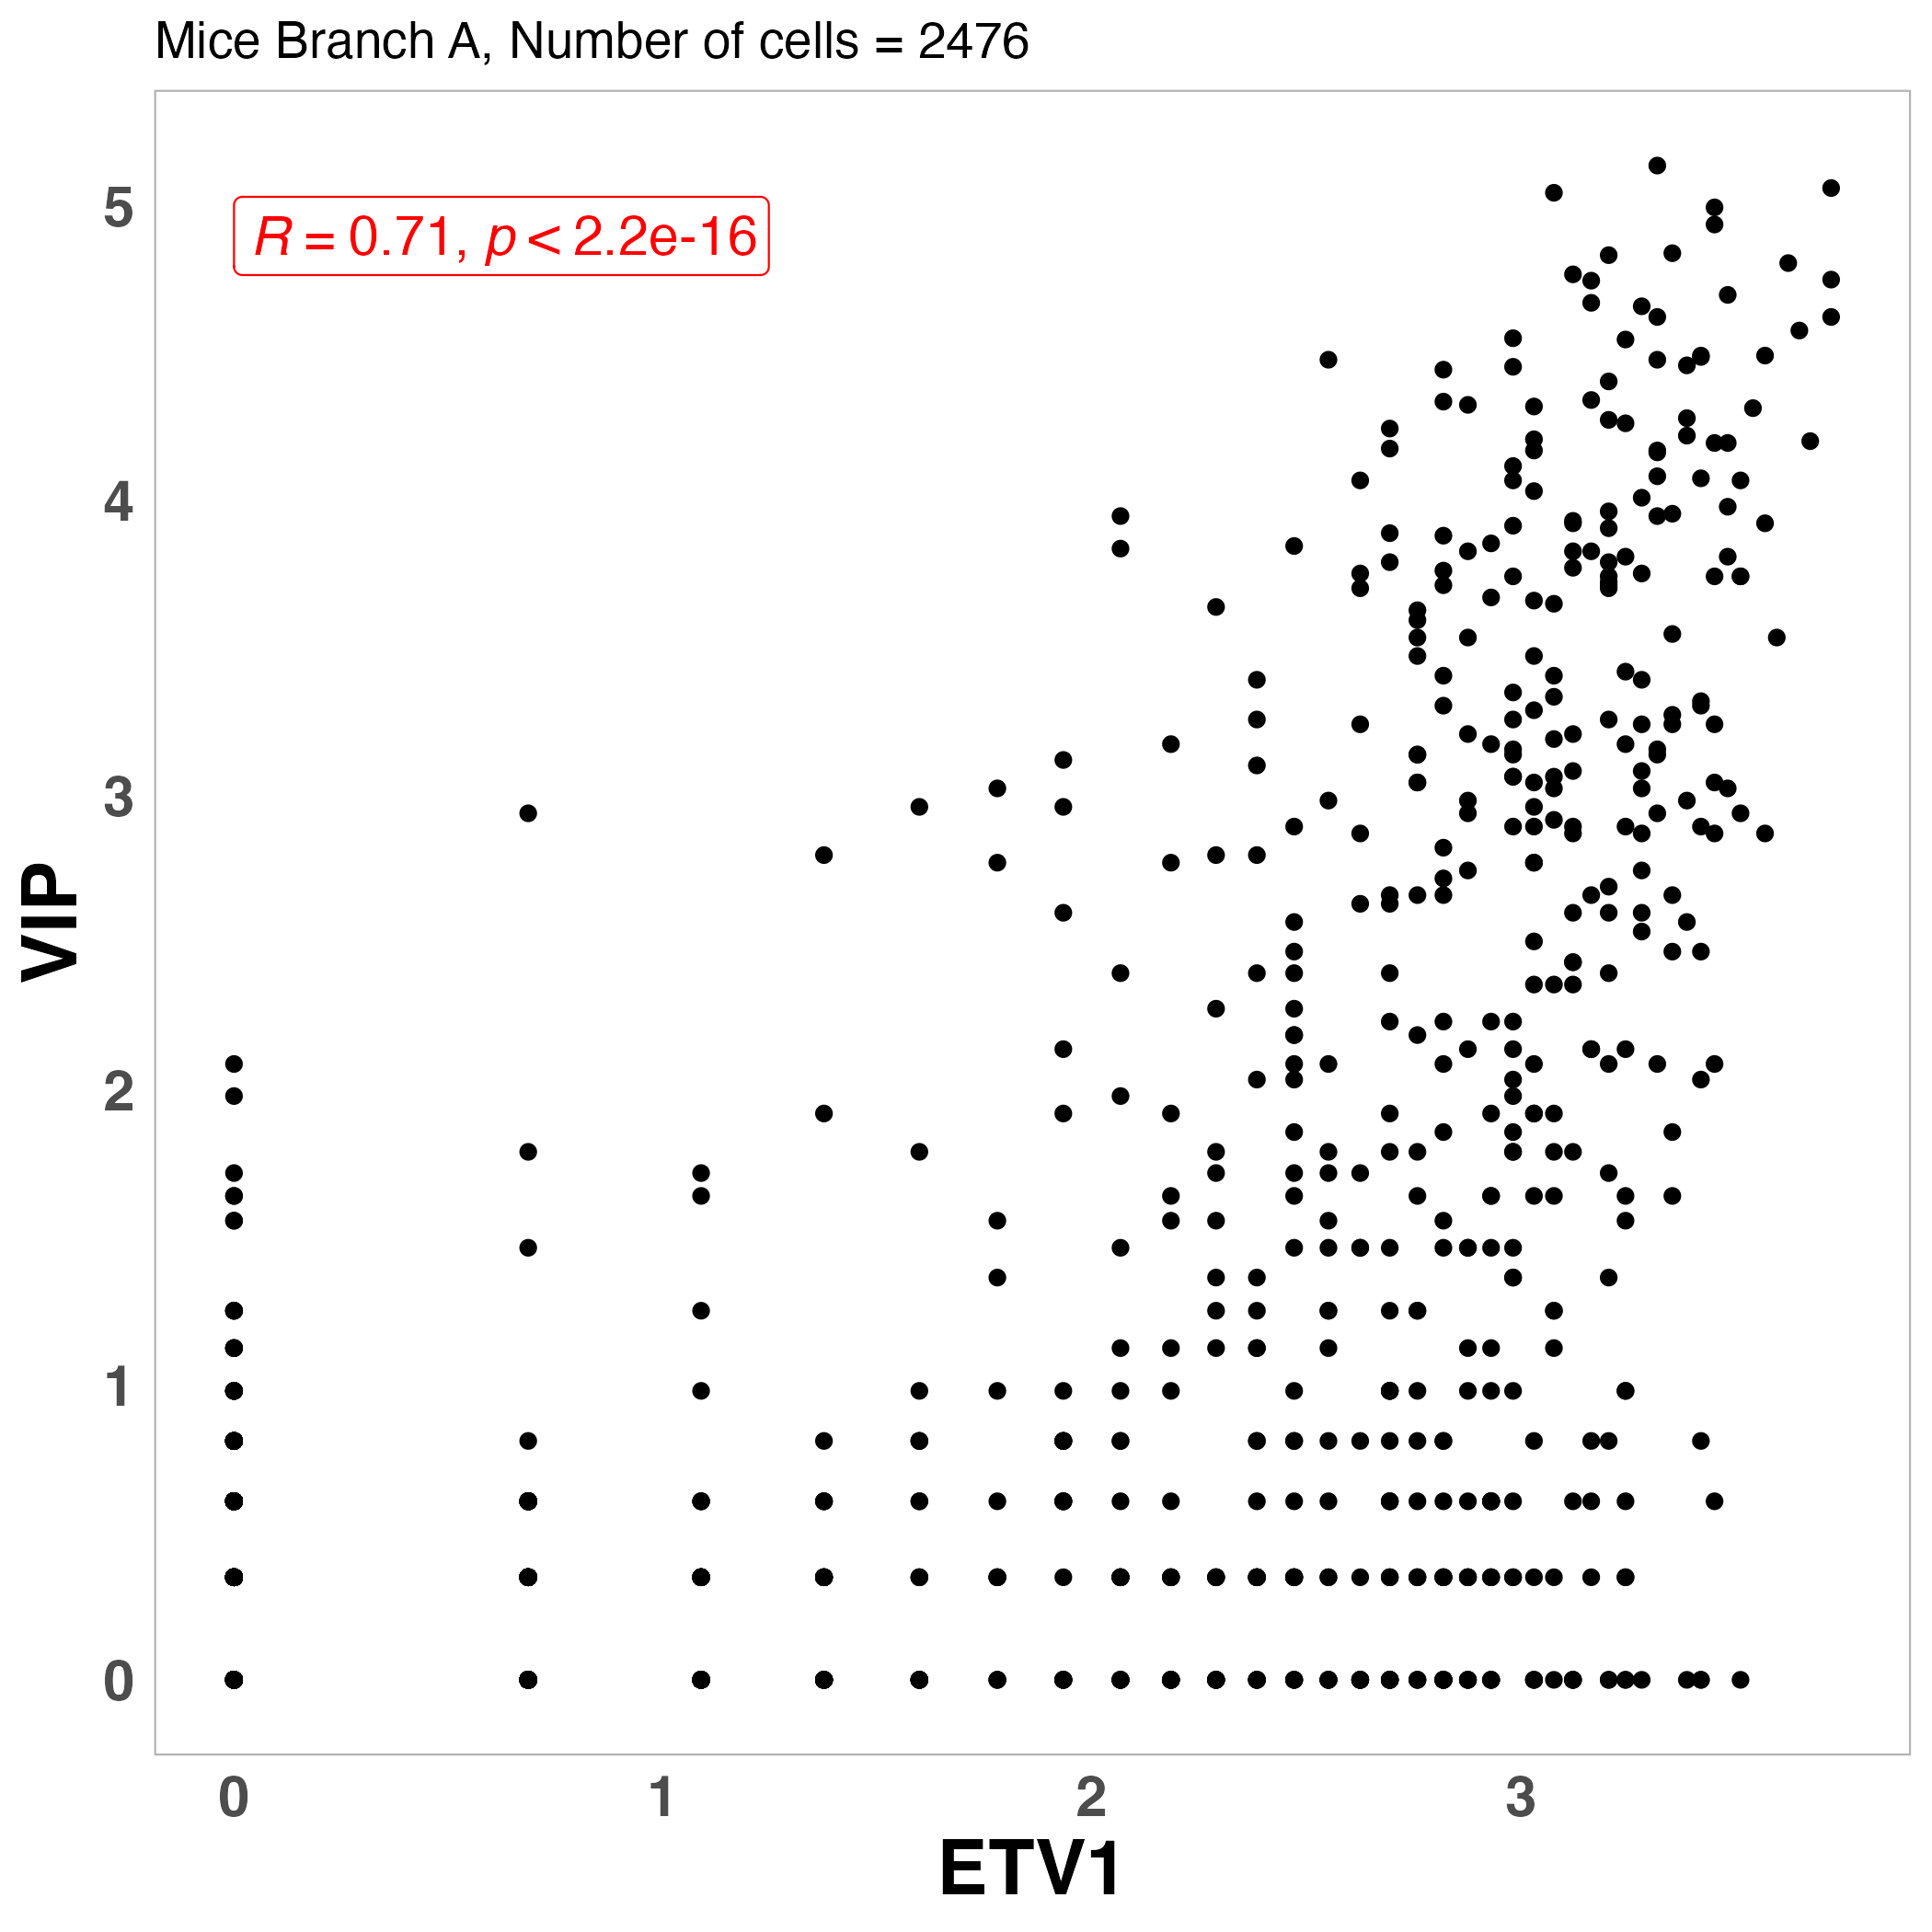 Mice Branch A, Number of cells = 2476
R = 0.71, p < 2.2e-16
5
4
3
2
1
0
VIP
0 1 2 3
ETV1